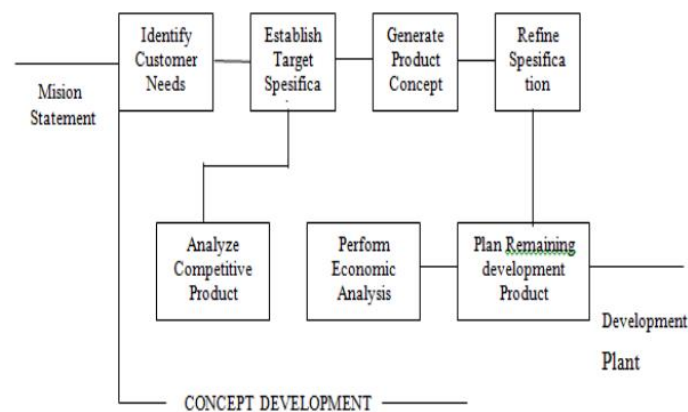 Identify
Customer
Needs
Establish
Target
Spesifica
Generate
Product
Concept
Refine
Spesifica
tion
Mision
Statement
Analyze
Competitive
Product
Perform
Economic
Analysis
Plan Remaining
development
Product
Development
Plant
CONCEPT DEVELOPMENT